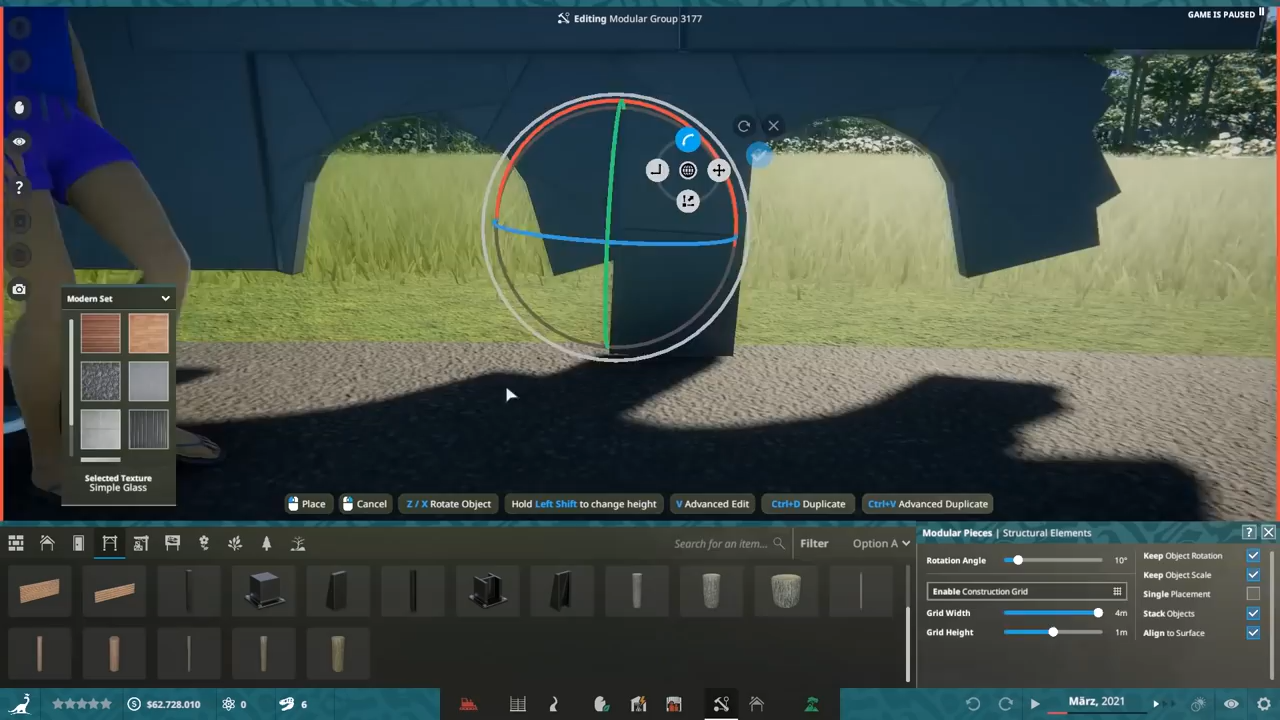 Editing Modular Group 3177
GAME IS PAUSED
?
Modern Set
Selected Texture
Simple Glass
Place
Cancel
Z / X Rotate Object
Hold Left Shift to change height
V Advanced Edit
Ctrl+D Duplicate
Ctrl+V Advanced Duplicate
Search for an item...
Filter
Option A
Modular Pieces | Structural Elements
?
Rotation Angle
10°
Keep Object Rotation
Keep Object Scale
Enable Construction Grid
Single Placement
Grid Width
4m
Stack Objects
Grid Height
1m
Align to Surface
$62.728.010
0
6
März, 2021